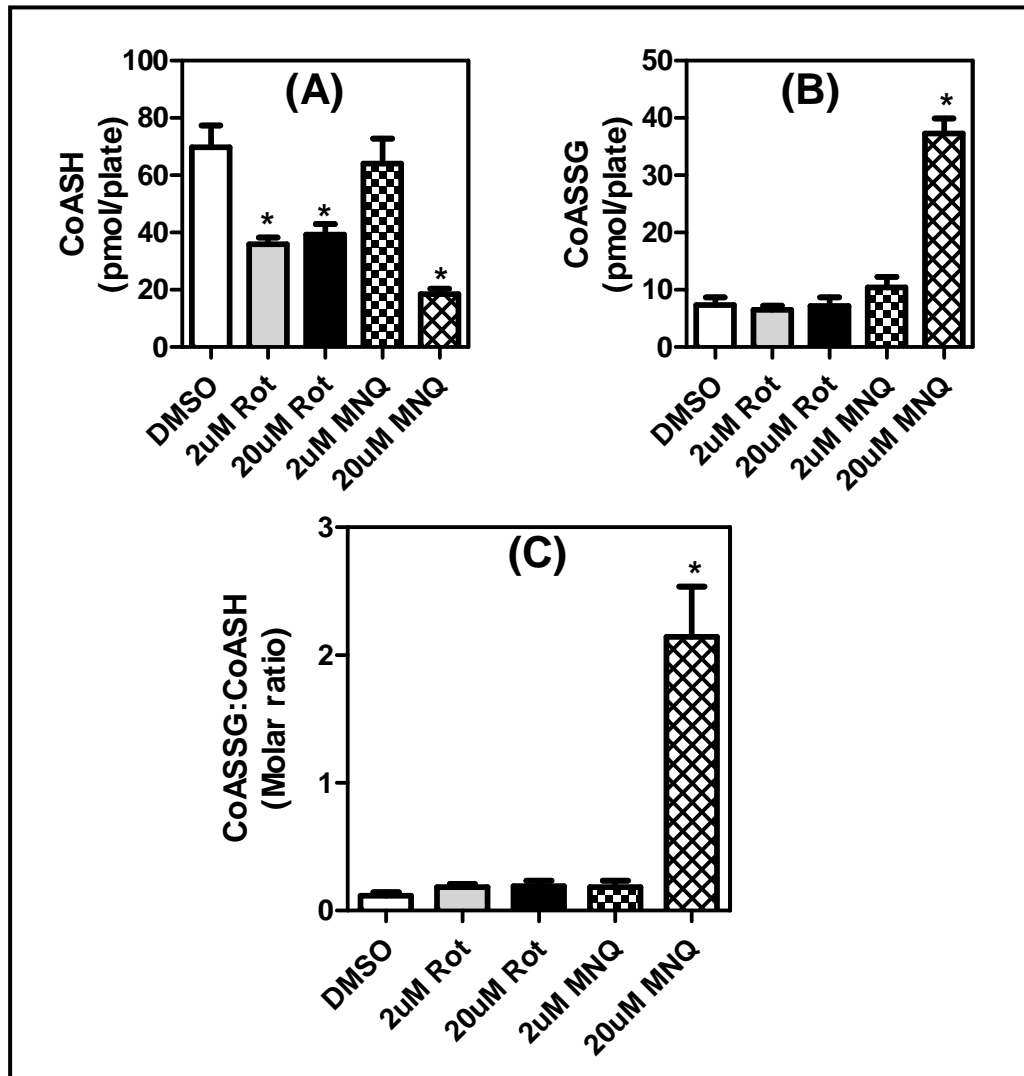 (A)
CoASH
(pmol/plate)
100
80
60
40
20
0
*
*
*
DMSO
2uM Rot
20uM Rot
2uM MNQ
20uM MNQ
(B)
CoASSG
(pmol/plate)
50
40
30
20
10
0
*
DMSO
2uM Rot
20uM Rot
2uM MNQ
20uM MNQ
(C)
CoASSG:CoASH
(Molar ratio)
3
2
1
0
*
DMSO
2uM Rot
20uM Rot
2uM MNQ
20uM MNQ